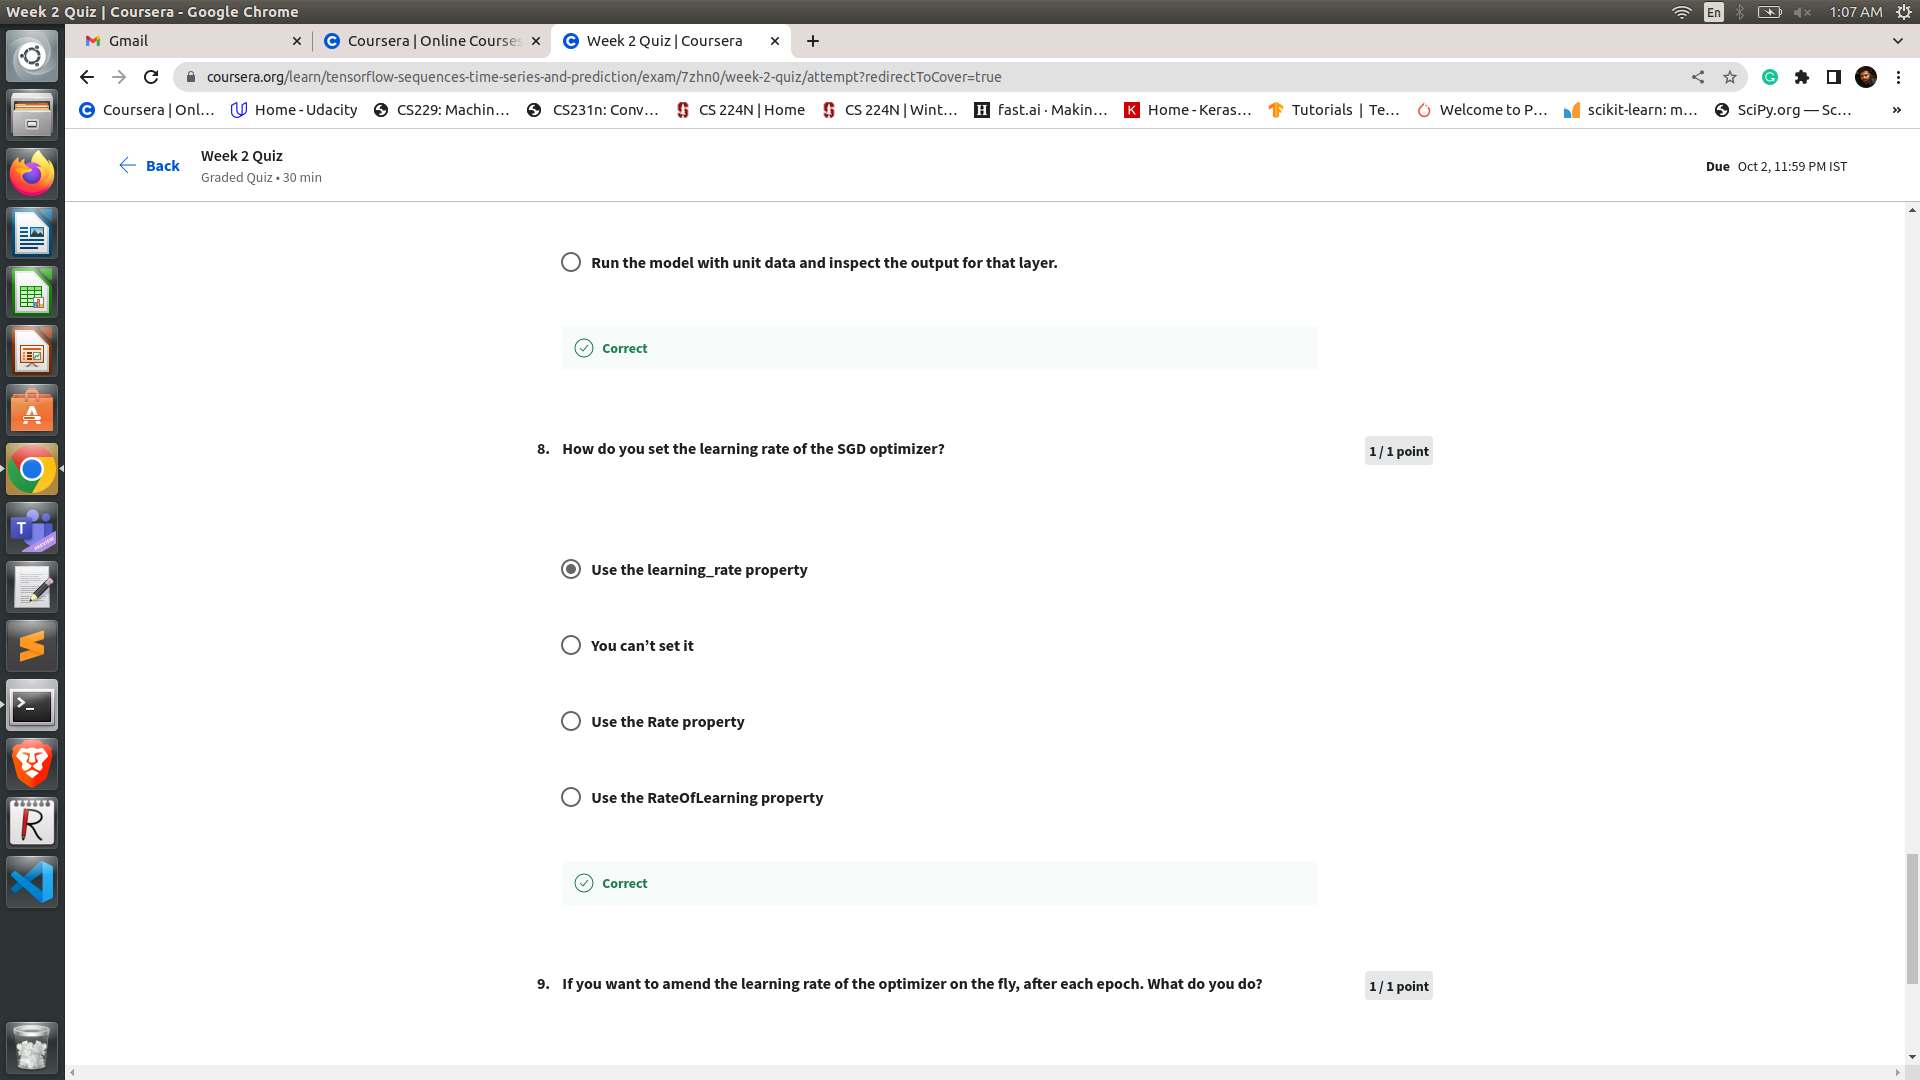 Week 2 Quiz | Coursera - Google Chrome
En
1:07 AM
Gmail
Coursera | Online Courses
Week 2 Quiz | Coursera
coursera.org/learn/tensorflow-sequences-time-series-and-prediction/exam/7zhn0/week-2-quiz/attempt?redirectToCover=true
Coursera | Onl...
Home - Udacity
CS229: Machin...
CS231n: Conv...
CS 224N | Home
CS 224N | Wint...
fast.ai · Makin...
Home - Keras...
Tutorials | Te...
Welcome to P...
scikit-learn: m...
SciPy.org — Sc...
»
Back
Week 2 Quiz
Graded Quiz • 30 min
Due Oct 2, 11:59 PM IST
Run the model with unit data and inspect the output for that layer.
Correct
8. How do you set the learning rate of the SGD optimizer?
1 / 1 point
Use the learning_rate property
You can’t set it
Use the Rate property
Use the RateOfLearning property
Correct
9. If you want to amend the learning rate of the optimizer on the fly, after each epoch. What do you do?
1 / 1 point